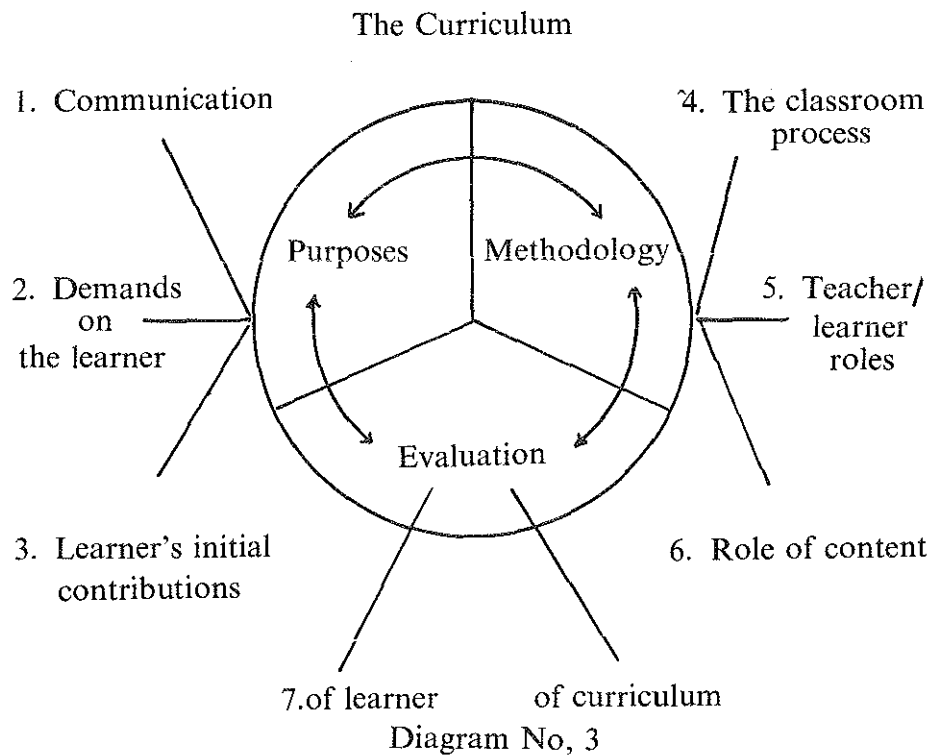 The Curriculum
1. Communication
2. Demands
on
the learner
3. Learner's initial
contributions
Purposes
Methodology
Evaluation
4. The classroom
process
5. Teacher/
learner
roles
6. Role of content
7.of learner
of curriculum
Diagram No, 3